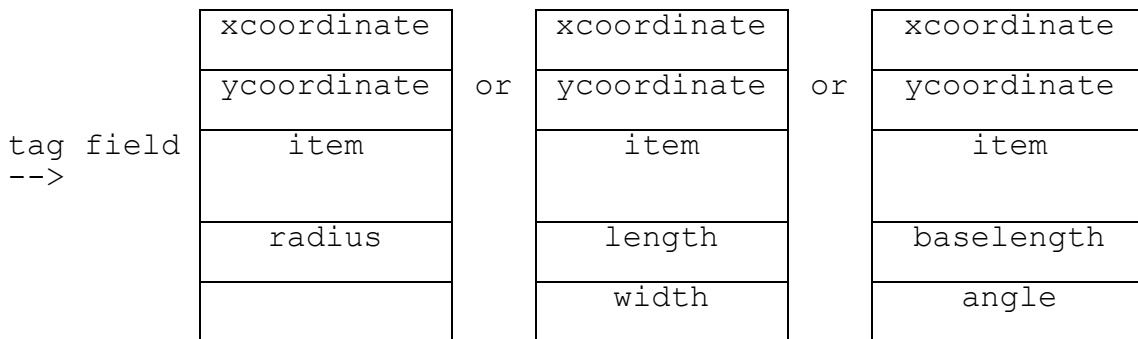 xcoordinate xcoordinate xcoordinate
ycoordinate or ycoordinate or ycoordinate
tag field item item item
-->
radius length baselength
width angle